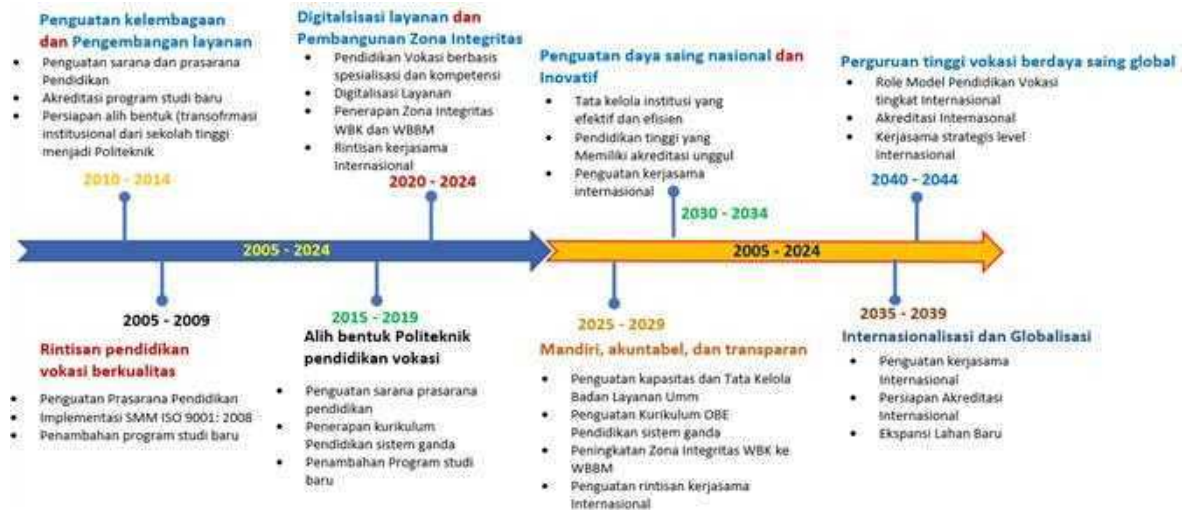 Penguatan kelembagaan
dan Pengembangan layanan
• Penguatan sarana dan prasarana
Pendidikan
• Akreditasi program studi baru
• Persiapan alih bentuk (transofrmasi
institusional dari sekolah tinggi
menjadi Politeknik
2010 - 2014
Digitalsisasi layanan dan
Pembangunan Zona Integritas
• Pendidikan Vokasi berbasis
spesialisasi dan kompetensi
• Digitalisasi Layanan
• Penerapan Zona Integritas
WBK dan WBBM
• Rintisan kerjasama
Internasional
2020 - 2024
Penguatan daya saing nasional dan
Inovatif
• Tata kelola institusi yang
efektif dan efisien
• Pendidikan tinggi yang
Memiliki akreditasi unggul
• Penguatan kerjasama
internasional
2030 - 2034
Perguruan tinggi vokasi berdaya saing global
• Role Model Pendidikan Vokasi
tingkat Internasional
• Akreditasi Internasonal
• Kerjasama strategis level
Internasional
2040 - 2044
2005 - 2024
2005 - 2024
2005 - 2009
Rintisan pendidikan
vokasi berkualitas
• Penguatan Prasarana Pendidikan
• Implementasi SMM ISO 9001: 2008
• Penambahan program studi baru
2015 - 2019
Alih bentuk Politeknik
pendidikan vokasi
• Penguatan sarana prasarana
pendidikan
• Penerapan kurikulum
Pendidikan sistem ganda
• Penambahan Program studi
baru
2025 - 2029
Mandiri, akuntabel, dan transparan
• Penguatan kapasitas dan Tata Kelola
Badan Layanan Umm
• Penguatan Kurikulum OBE
Pendidikan sistem ganda
• Peningkatan Zona Integritas WBK ke
WBBM
• Penguatan rintisan kerjasama
Internasional
2035 - 2039
Internasionalisasi dan Globalisasi
• Penguatan kerjasama
Internasional
• Persiapan Akreditasi
Internasional
• Ekspansi Lahan Baru